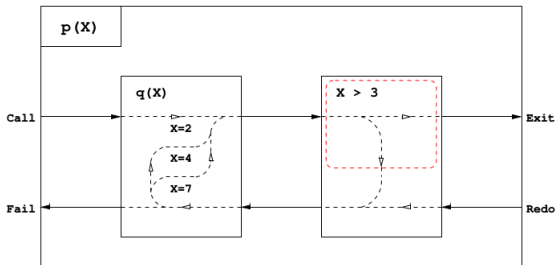 p(X)
q(X)
X > 3
Call
X=2
Exit
X=4
X=7
Fail
Redo